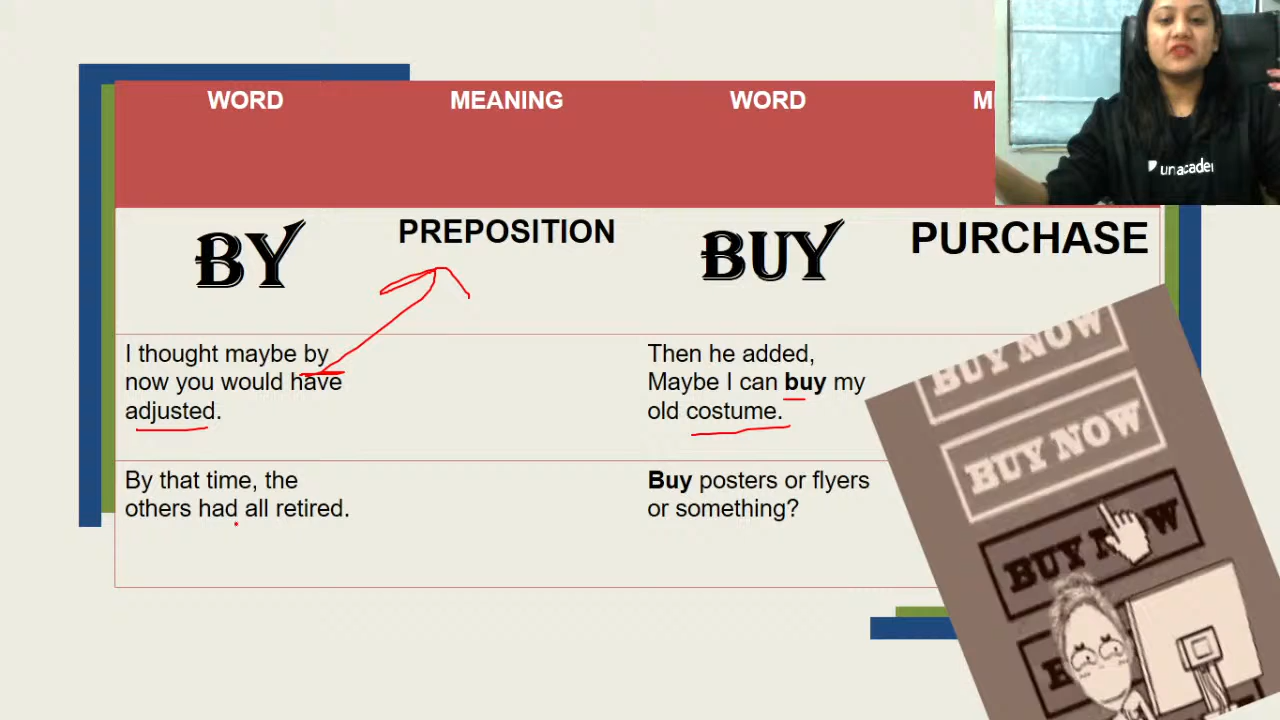 WORD MEANING WORD M
BY PREPOSITION BUY PURCHASE
I thought maybe by
now you would have
adjusted.
Then he added,
Maybe I can buy my
old costume.
By that time, the
others had all retired.
Buy posters or flyers
or something?
unacade
BUY NOW
BUY NOW
BUY NOW